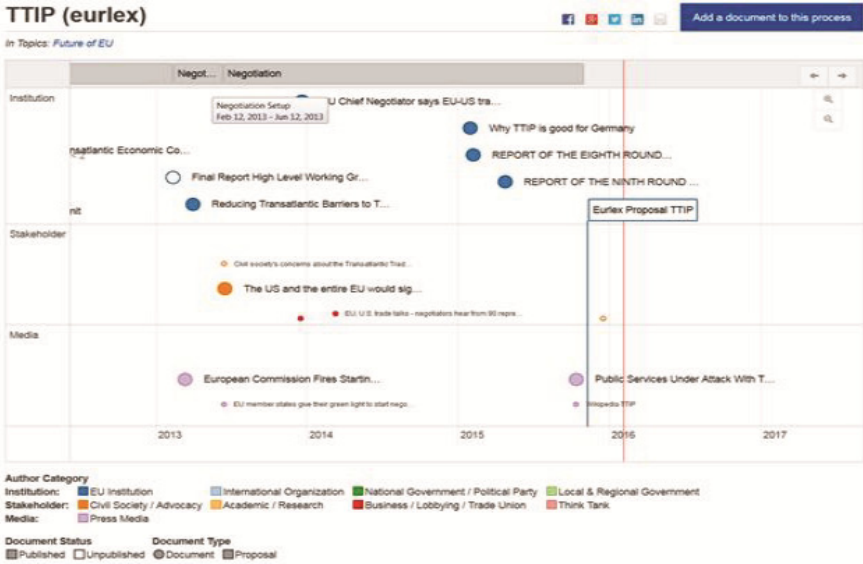 TTIP (eurlex)
Add a document to this process
In Topics: Future of EU
Negot... Negotiation
Institution
Negotiation Setup
Feb 12, 2013 - Jun 12, 2013
U Chief Negotiator says EU-US tra...
Why TTIP is good for Germany
nsatlantic Economic Co...
REPORT OF THE EIGHTH ROUND...
Final Report High Level Working Gr...
REPORT OF THE NINTH ROUND ...
Reducing Transatlantic Barriers to T...
nit
Eurlex Proposal TTIP
Stakeholder
Civil society's concerns about the Transatlantic Trad...
The US and the entire EU would sig...
EU, U.S. trade talks - negotiators hear from 90 repre...
Media
European Commission Fires Startin...
Public Services Under Attack With T...
EU member states give their green light to start nego...
Wikipedia TTIP
2013 2014 2015 2016 2017
Author Category
Institution: EU Institution International Organization National Government / Political Party Local & Regional Government
Stakeholder: Civil Society / Advocacy Academic / Research Business / Lobbying / Trade Union Think Tank
Media: Press Media
Document Status Document Type
Published Unpublished Document Proposal